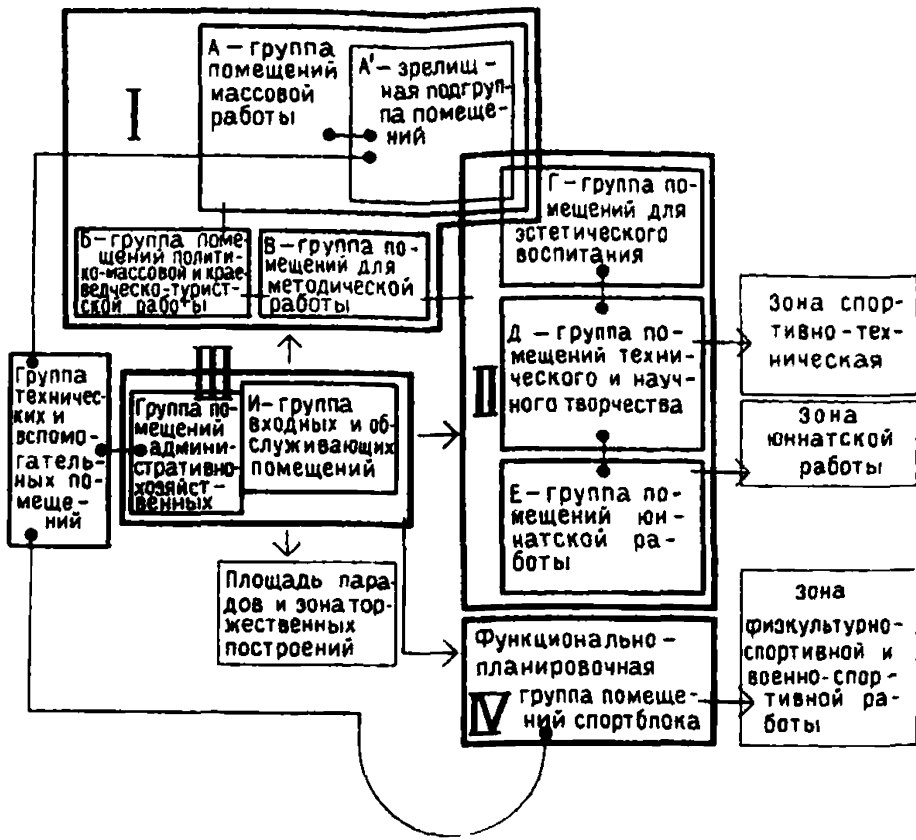 I
А – группа
помещений
массовой
работы
А' – зрелищ –
ная подгруп-
па помеще-
ний
Б – группа поме-
щений полити-
ко-массовой и крае-
ведческо-турист-
ской работы
В – группа по-
мещений для
методической
работы
II
Г – группа по-
мещений для
эстетического
воспитания
Д – группа по-
мещений техни-
ческого и науч-
ного творчества
Е – группа по-
мещений юн-
натской ра-
боты
Зона спор-
тивно-тех-
ническая
Зона
юннатской
работы
III
Группа
техничес-
ких и
вспомо-
гатель-
ных по-
меще-
ний
Группа по-
мещений
админи-
стративно-
хозяйст-
венных
И – группа
входных и об-
служивающих
помещений
Площадь пара-
дов и зона тор-
жественных
построений
Функционально –
планировочная
IV группа помеще-
ний спортблока
Зона
физкультурно-
спортивной и
военно-спор-
тивной ра-
боты